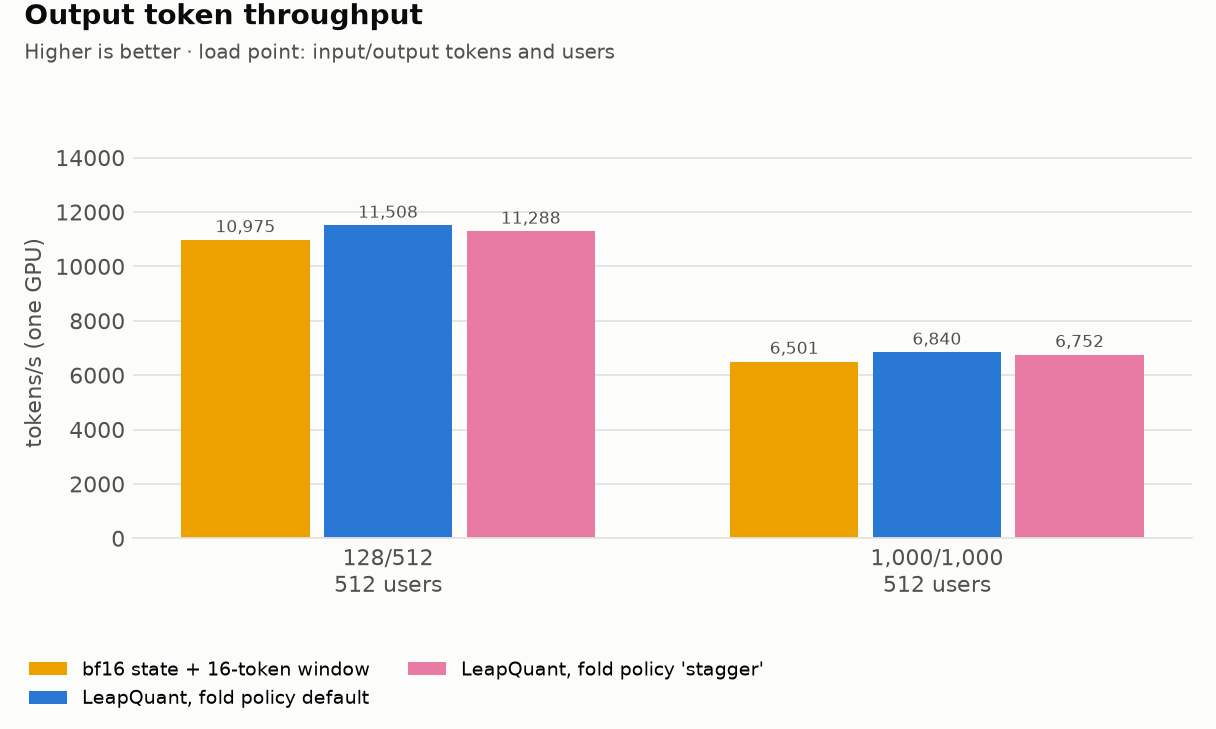 Output token throughput
Higher is better · load point: input/output tokens and users
tokens/s (one GPU)
14000
12000
10000
8000
6000
4000
2000
0
10,975
11,508
11,288
6,501
6,840
6,752
128/512
512 users
1,000/1,000
512 users
bf16 state + 16-token window
LeapQuant, fold policy default
LeapQuant, fold policy 'stagger'